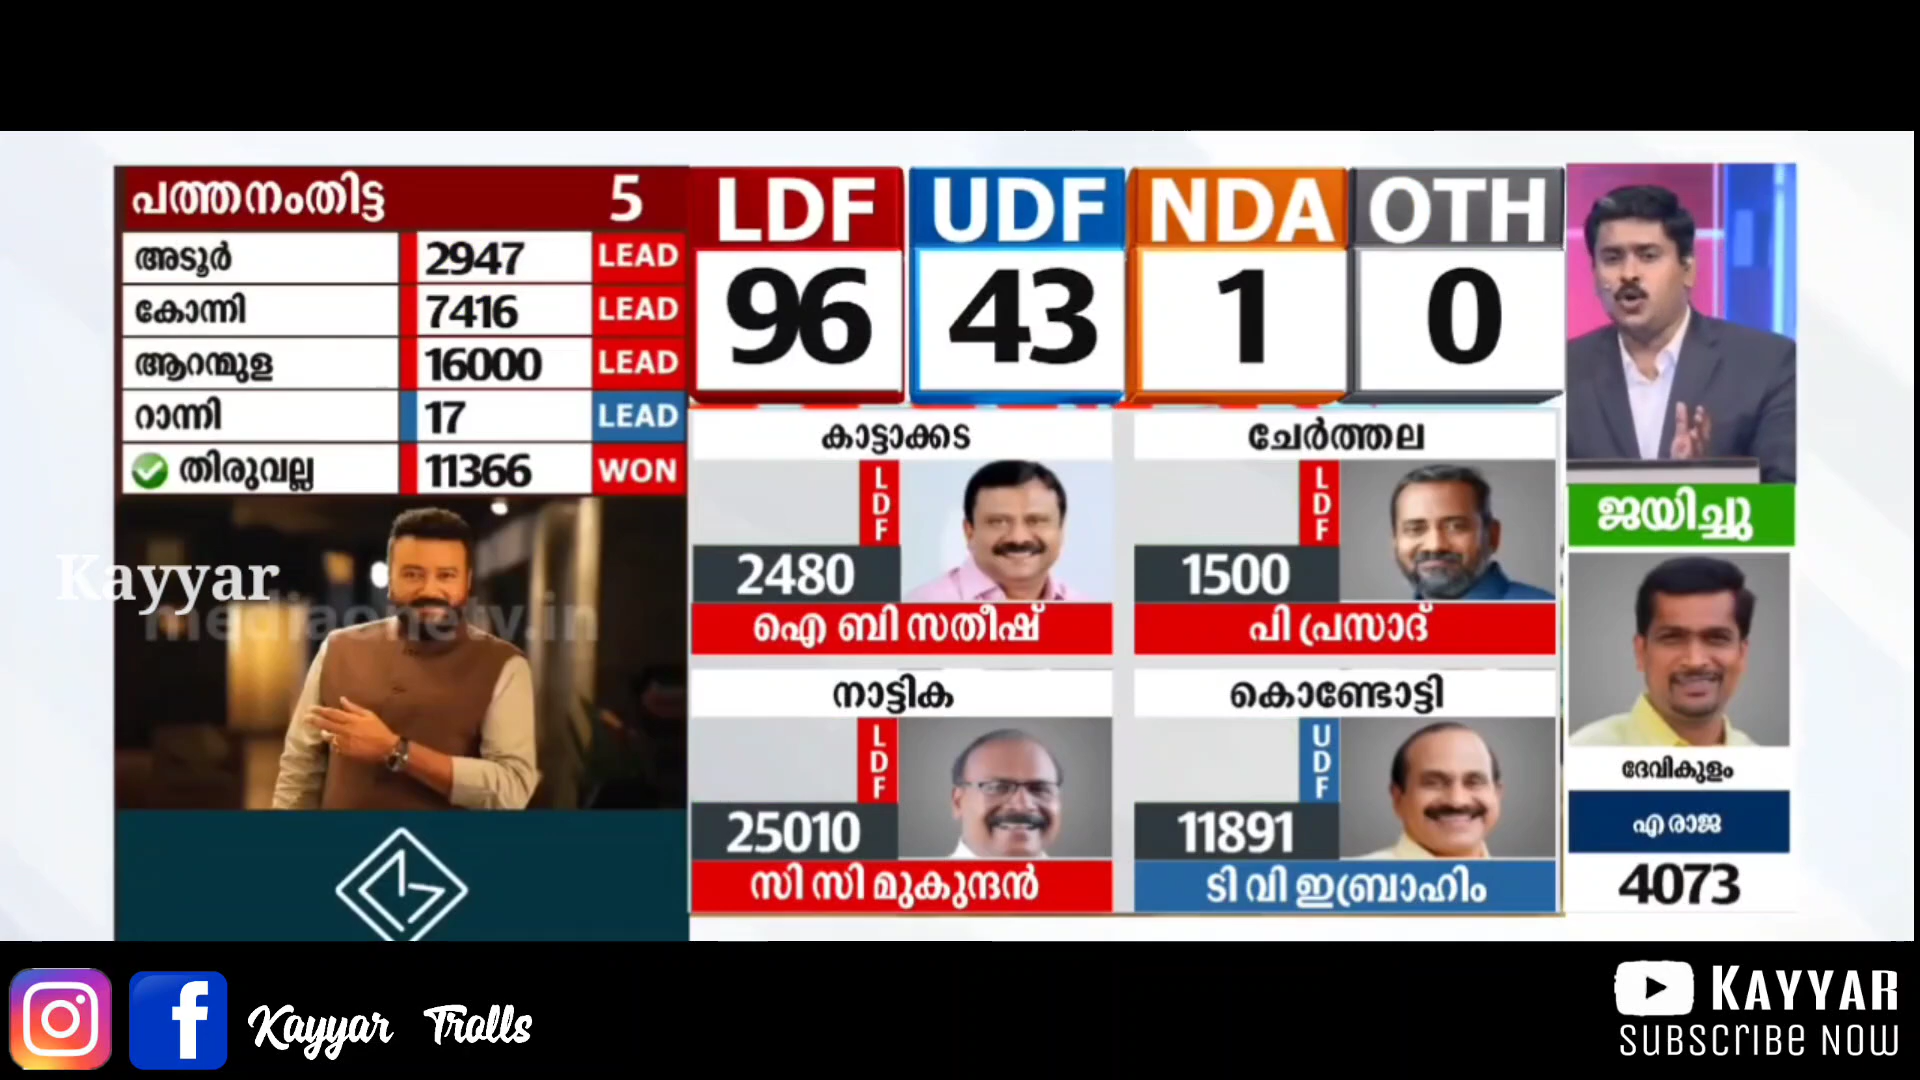 പത്തനംതിട്ട 5
അടൂർ 2947 LEAD
കോന്നി 7416 LEAD
ആറന്മുള 16000 LEAD
റാന്നി 17 LEAD
തിരുവല്ല 11366 WON
LDF UDF NDA OTH
96 43 1 0
കാട്ടാക്കട
LDF
2480
ഐ ബി സതീഷ്
ചേർത്തല
LDF
1500
പി പ്രസാദ്
നാട്ടിക
LDF
25010
സി സി മുകുന്ദൻ
കൊണ്ടോട്ടി
UDF
11891
ടി വി ഇബ്രാഹിം
ജയിച്ചു
ദേവികുളം
എ രാജ
4073
Kayyar
mediaonetv.in
Kayyar Trolls
KAYYAR
SUBSCRIBE NOW